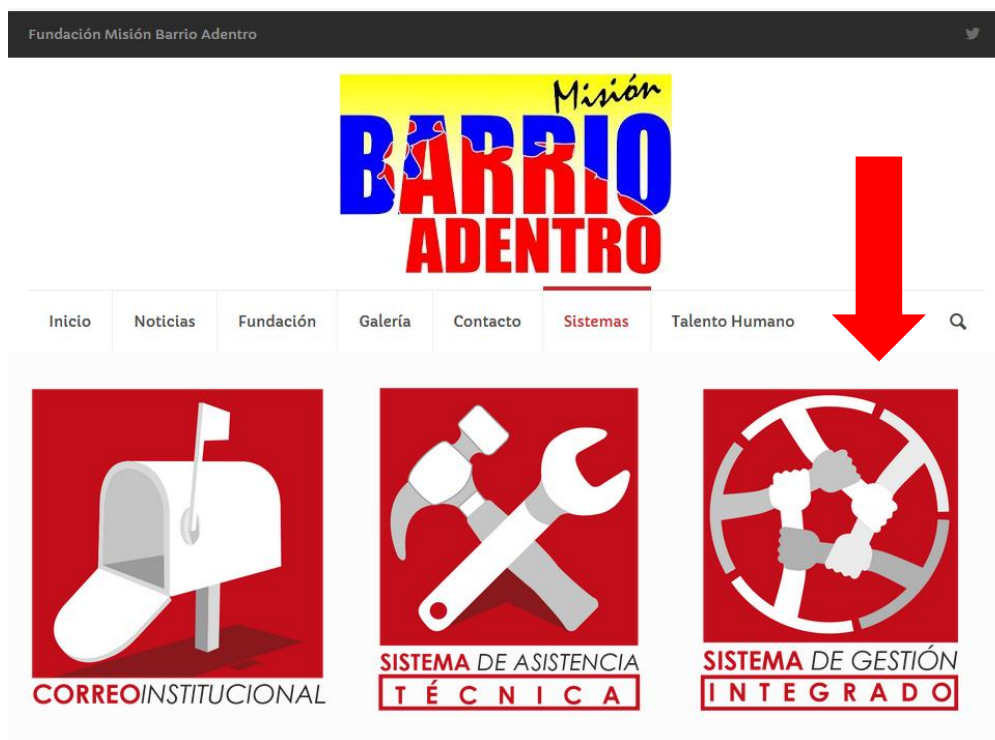 Fundación Misión Barrio Adentro
Misión
BARRIO
ADENTRO
Inicio Noticias Fundación Galería Contacto Sistemas Talento Humano
CORREOINSTITUCIONAL
SISTEMA DE ASISTENCIA
TÉCNICA
SISTEMA DE GESTIÓN
INTEGRADO